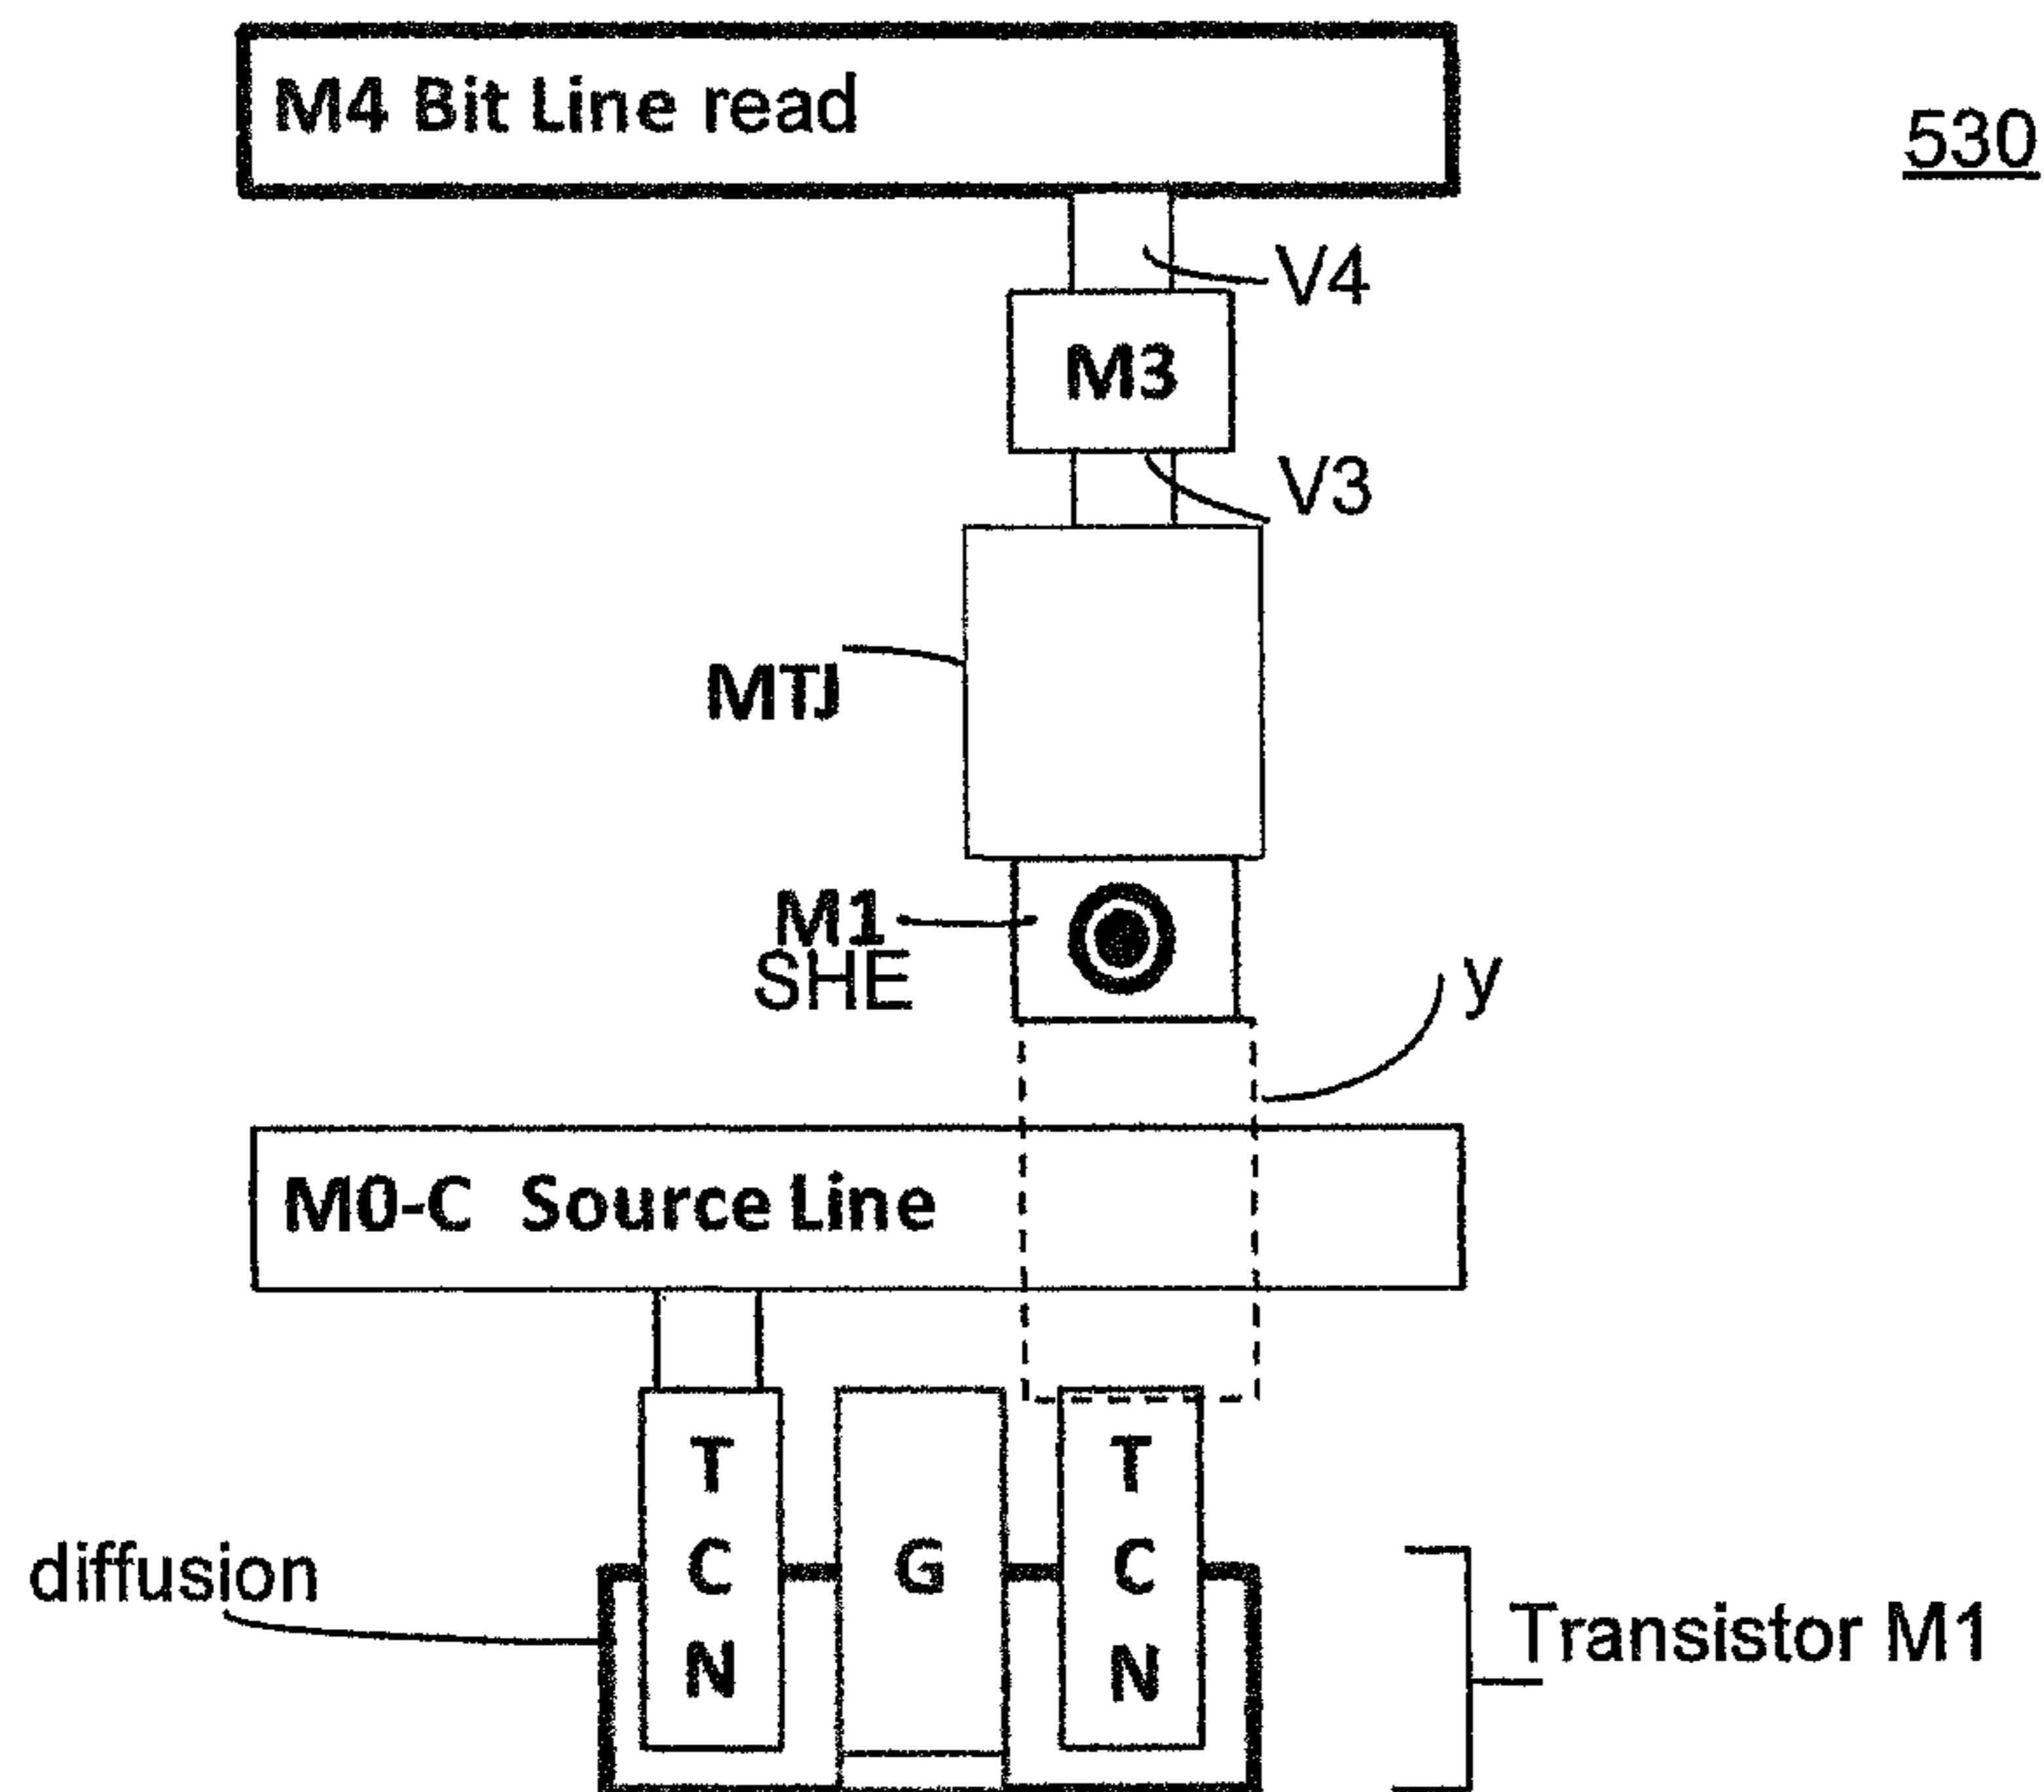 M4 Bit Line read
530
V4
M3
V3
MTJ
M1
SHE
y
M0-C Source Line
T
C
N
G
T
C
N
diffusion
Transistor M1